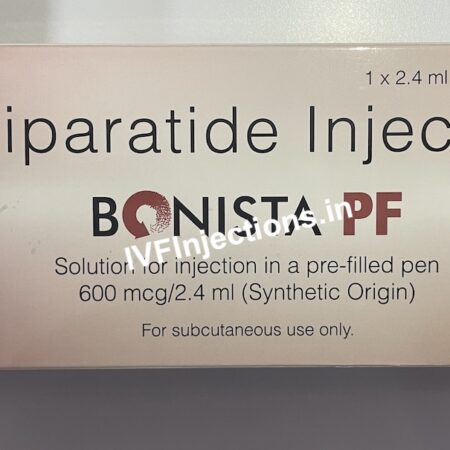 1 x 2.4 ml
iparatide Injec
BONISTA PF
IVFInjections.in
Solution for injection in a pre-filled pen
600 mcg/2.4 ml (Synthetic Origin)
For subcutaneous use only.